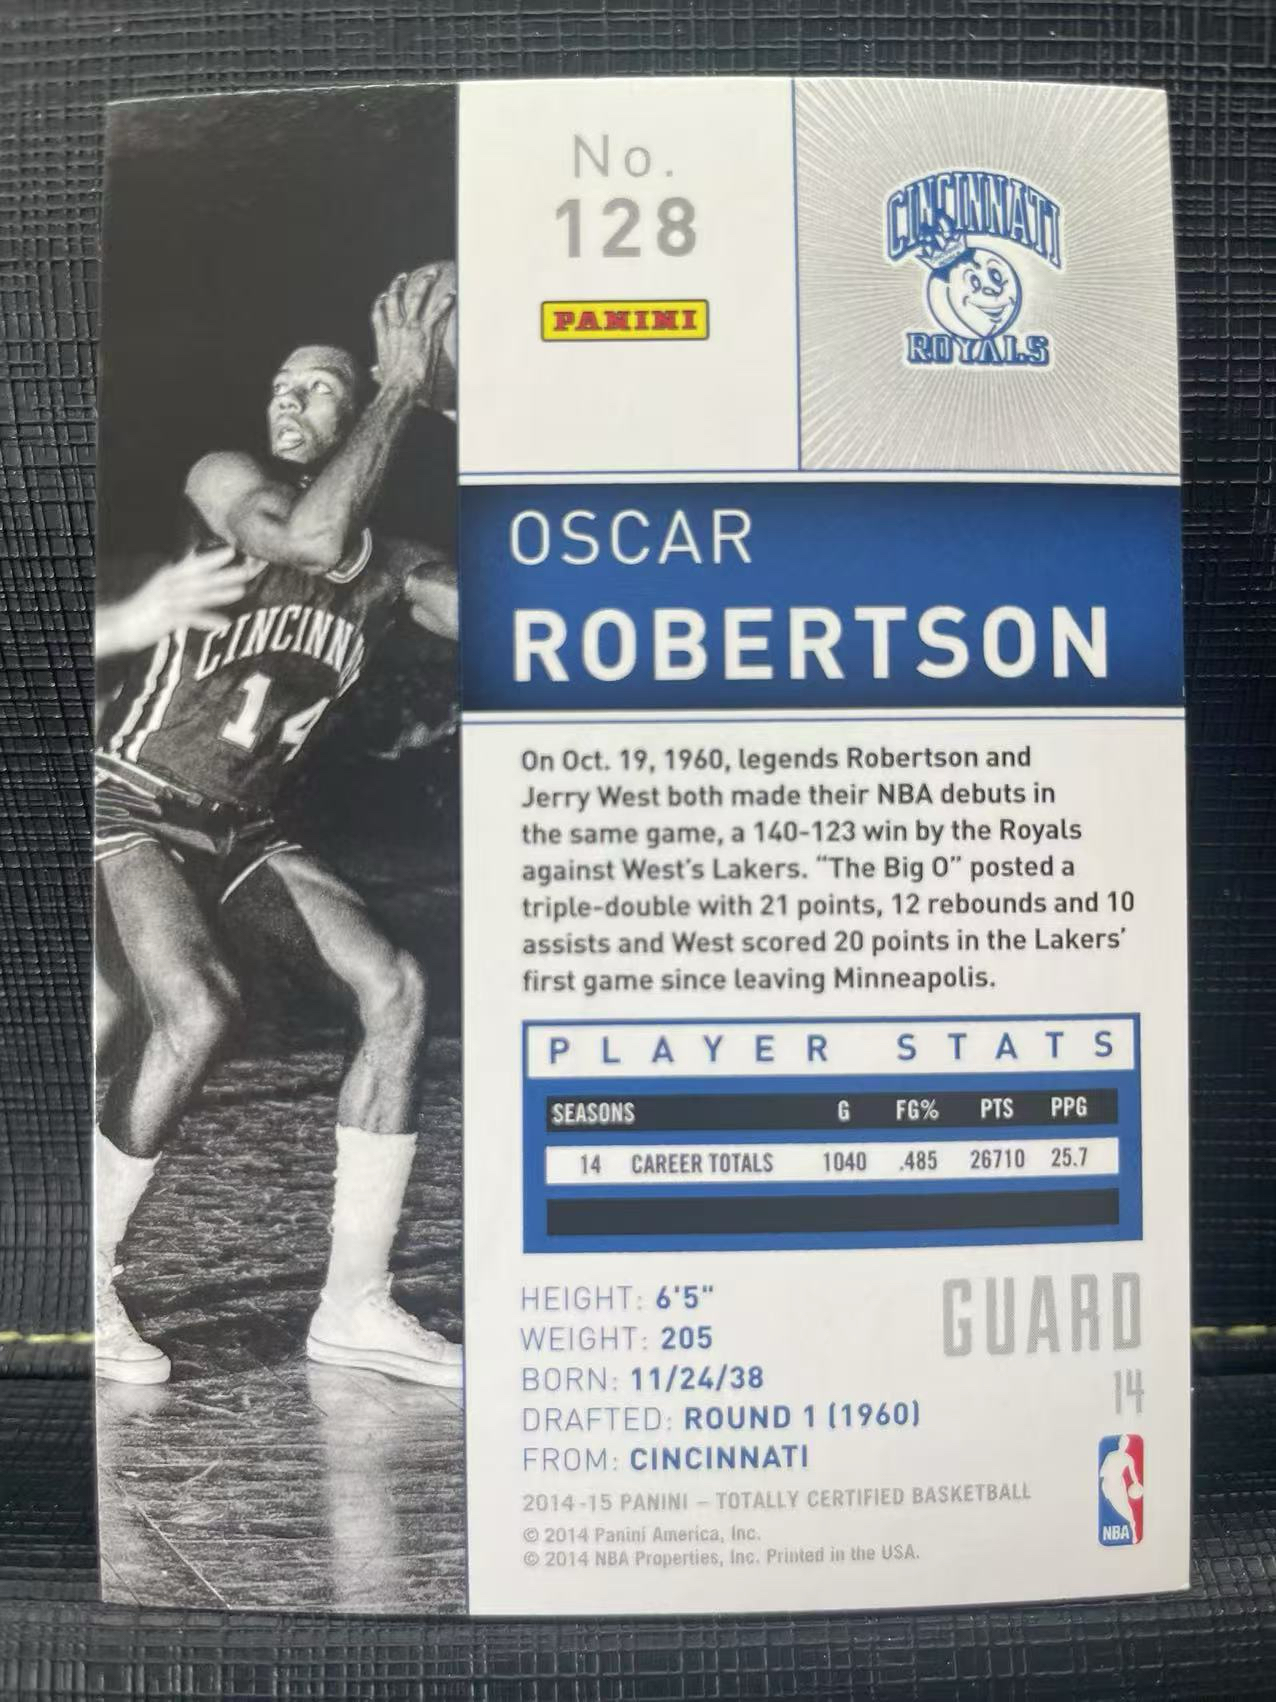 No.
128
PANINI
CINCINNATI
ROYALS
CINCINN
14
OSCAR
ROBERTSON
On Oct. 19, 1960, legends Robertson and
Jerry West both made their NBA debuts in
the same game, a 140-123 win by the Royals
against West's Lakers. “The Big O” posted a
triple-double with 21 points, 12 rebounds and 10
assists and West scored 20 points in the Lakers'
first game since leaving Minneapolis.
PLAYER STATS
SEASONS G FG% PTS PPG
14 CAREER TOTALS 1040 .485 26710 25.7
HEIGHT: 6'5"
WEIGHT: 205
BORN: 11/24/38
DRAFTED: ROUND 1 (1960)
FROM: CINCINNATI
GUARD
14
2014-15 PANINI – TOTALLY CERTIFIED BASKETBALL
© 2014 Panini America, Inc.
© 2014 NBA Properties, Inc. Printed in the USA.
NBA